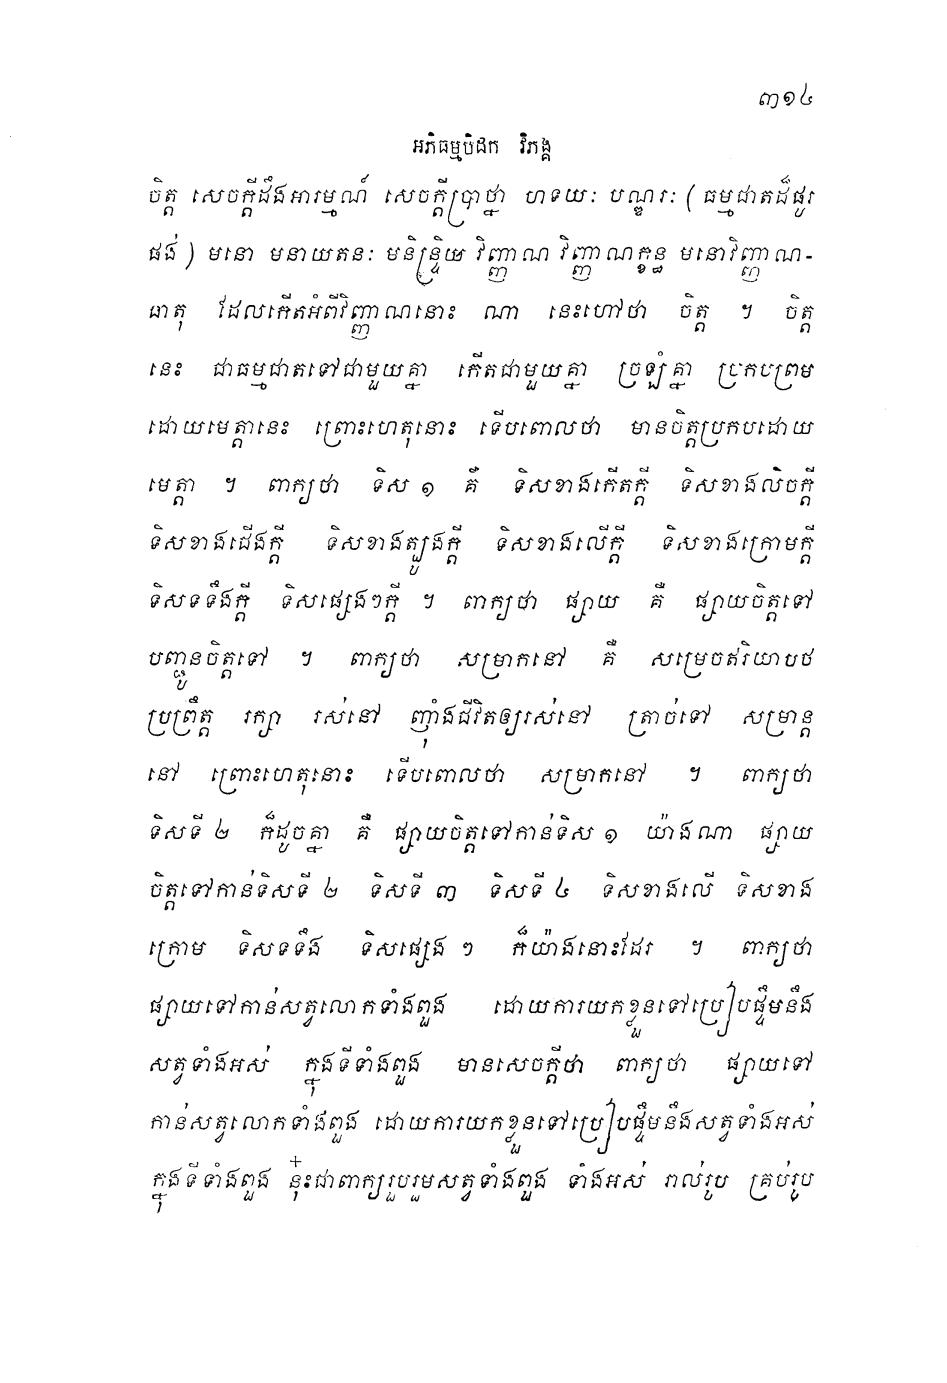 ៣១៤
អភិធម្មបិដក វិភង្គ
ចិត្ត សេចក្តីដឹងអារម្មណ៍ សេចក្តីប្រាថ្នា ហទយៈ បណ្ឌរៈ ( ធម្មជាតដ៏ផូរ
ផង់ ) មនោ មនាយតនៈ មនិន្ទ្រិយ វិញ្ញាណ វិញ្ញាណក្ខន្ធ មនោវិញ្ញាណ-
ធាតុ ដែលកើតអំពីវិញ្ញាណនោះ ណា នេះហៅថា ចិត្ត ។ ចិត្ត
នេះ ជាធម្មជាតទៅជាមួយគ្នា កើតជាមួយគ្នា ច្រឡំគ្នា ប្រកបព្រម
ដោយមេត្តានេះ ព្រោះហេតុនោះ ទើបពោលថា មានចិត្តប្រកបដោយ
មេត្តា ។ ពាក្យថា ទិស ១ គឺ ទិសខាងកើតក្តី ទិសខាងលិចក្តី
ទិសខាងជើងក្តី ទិសខាងត្បូងក្តី ទិសខាងលើក្តី ទិសខាងក្រោមក្តី
ទិសទទឹងក្តី ទិសផ្សេងៗក្តី ។ ពាក្យថា ផ្សាយ គឺ ផ្សាយចិត្តទៅ
បញ្ជូនចិត្តទៅ ។ ពាក្យថា សម្រាកនៅ គឺ សម្រេចឥរិយាបថ
ប្រព្រឹត្ត រក្សា រស់នៅ ញ៉ាំងជីវិតឲ្យរស់នៅ ត្រាច់ទៅ សម្រាន្ត
នៅ ព្រោះហេតុនោះ ទើបពោលថា សម្រាកនៅ ។ ពាក្យថា
ទិសទី ២ ក៏ដូចគ្នា គឺ ផ្សាយចិត្តទៅកាន់ទិស ១ យ៉ាងណា ផ្សាយ
ចិត្តទៅកាន់ទិសទី ២ ទិសទី ៣ ទិសទី ៤ ទិសខាងលើ ទិសខាង
ក្រោម ទិសទទឹង ទិសផ្សេង ៗ ក៏យ៉ាងនោះដែរ ។ ពាក្យថា
ផ្សាយទៅកាន់សត្វលោកទាំងពួង ដោយការយកខ្លួនទៅប្រៀបផ្ទឹមនឹង
សត្វទាំងអស់ ក្នុងទីទាំងពួង មានសេចក្តីថា ពាក្យថា ផ្សាយទៅ
កាន់សត្វលោកទាំងពួង ដោយការយកខ្លួនទៅប្រៀបផ្ទឹមនឹងសត្វទាំងអស់
ក្នុងទីទាំងពួង នុ៎ះជាពាក្យរួបរួមសត្វទាំងពួង ទាំងអស់ រាល់រូប គ្រប់រូប